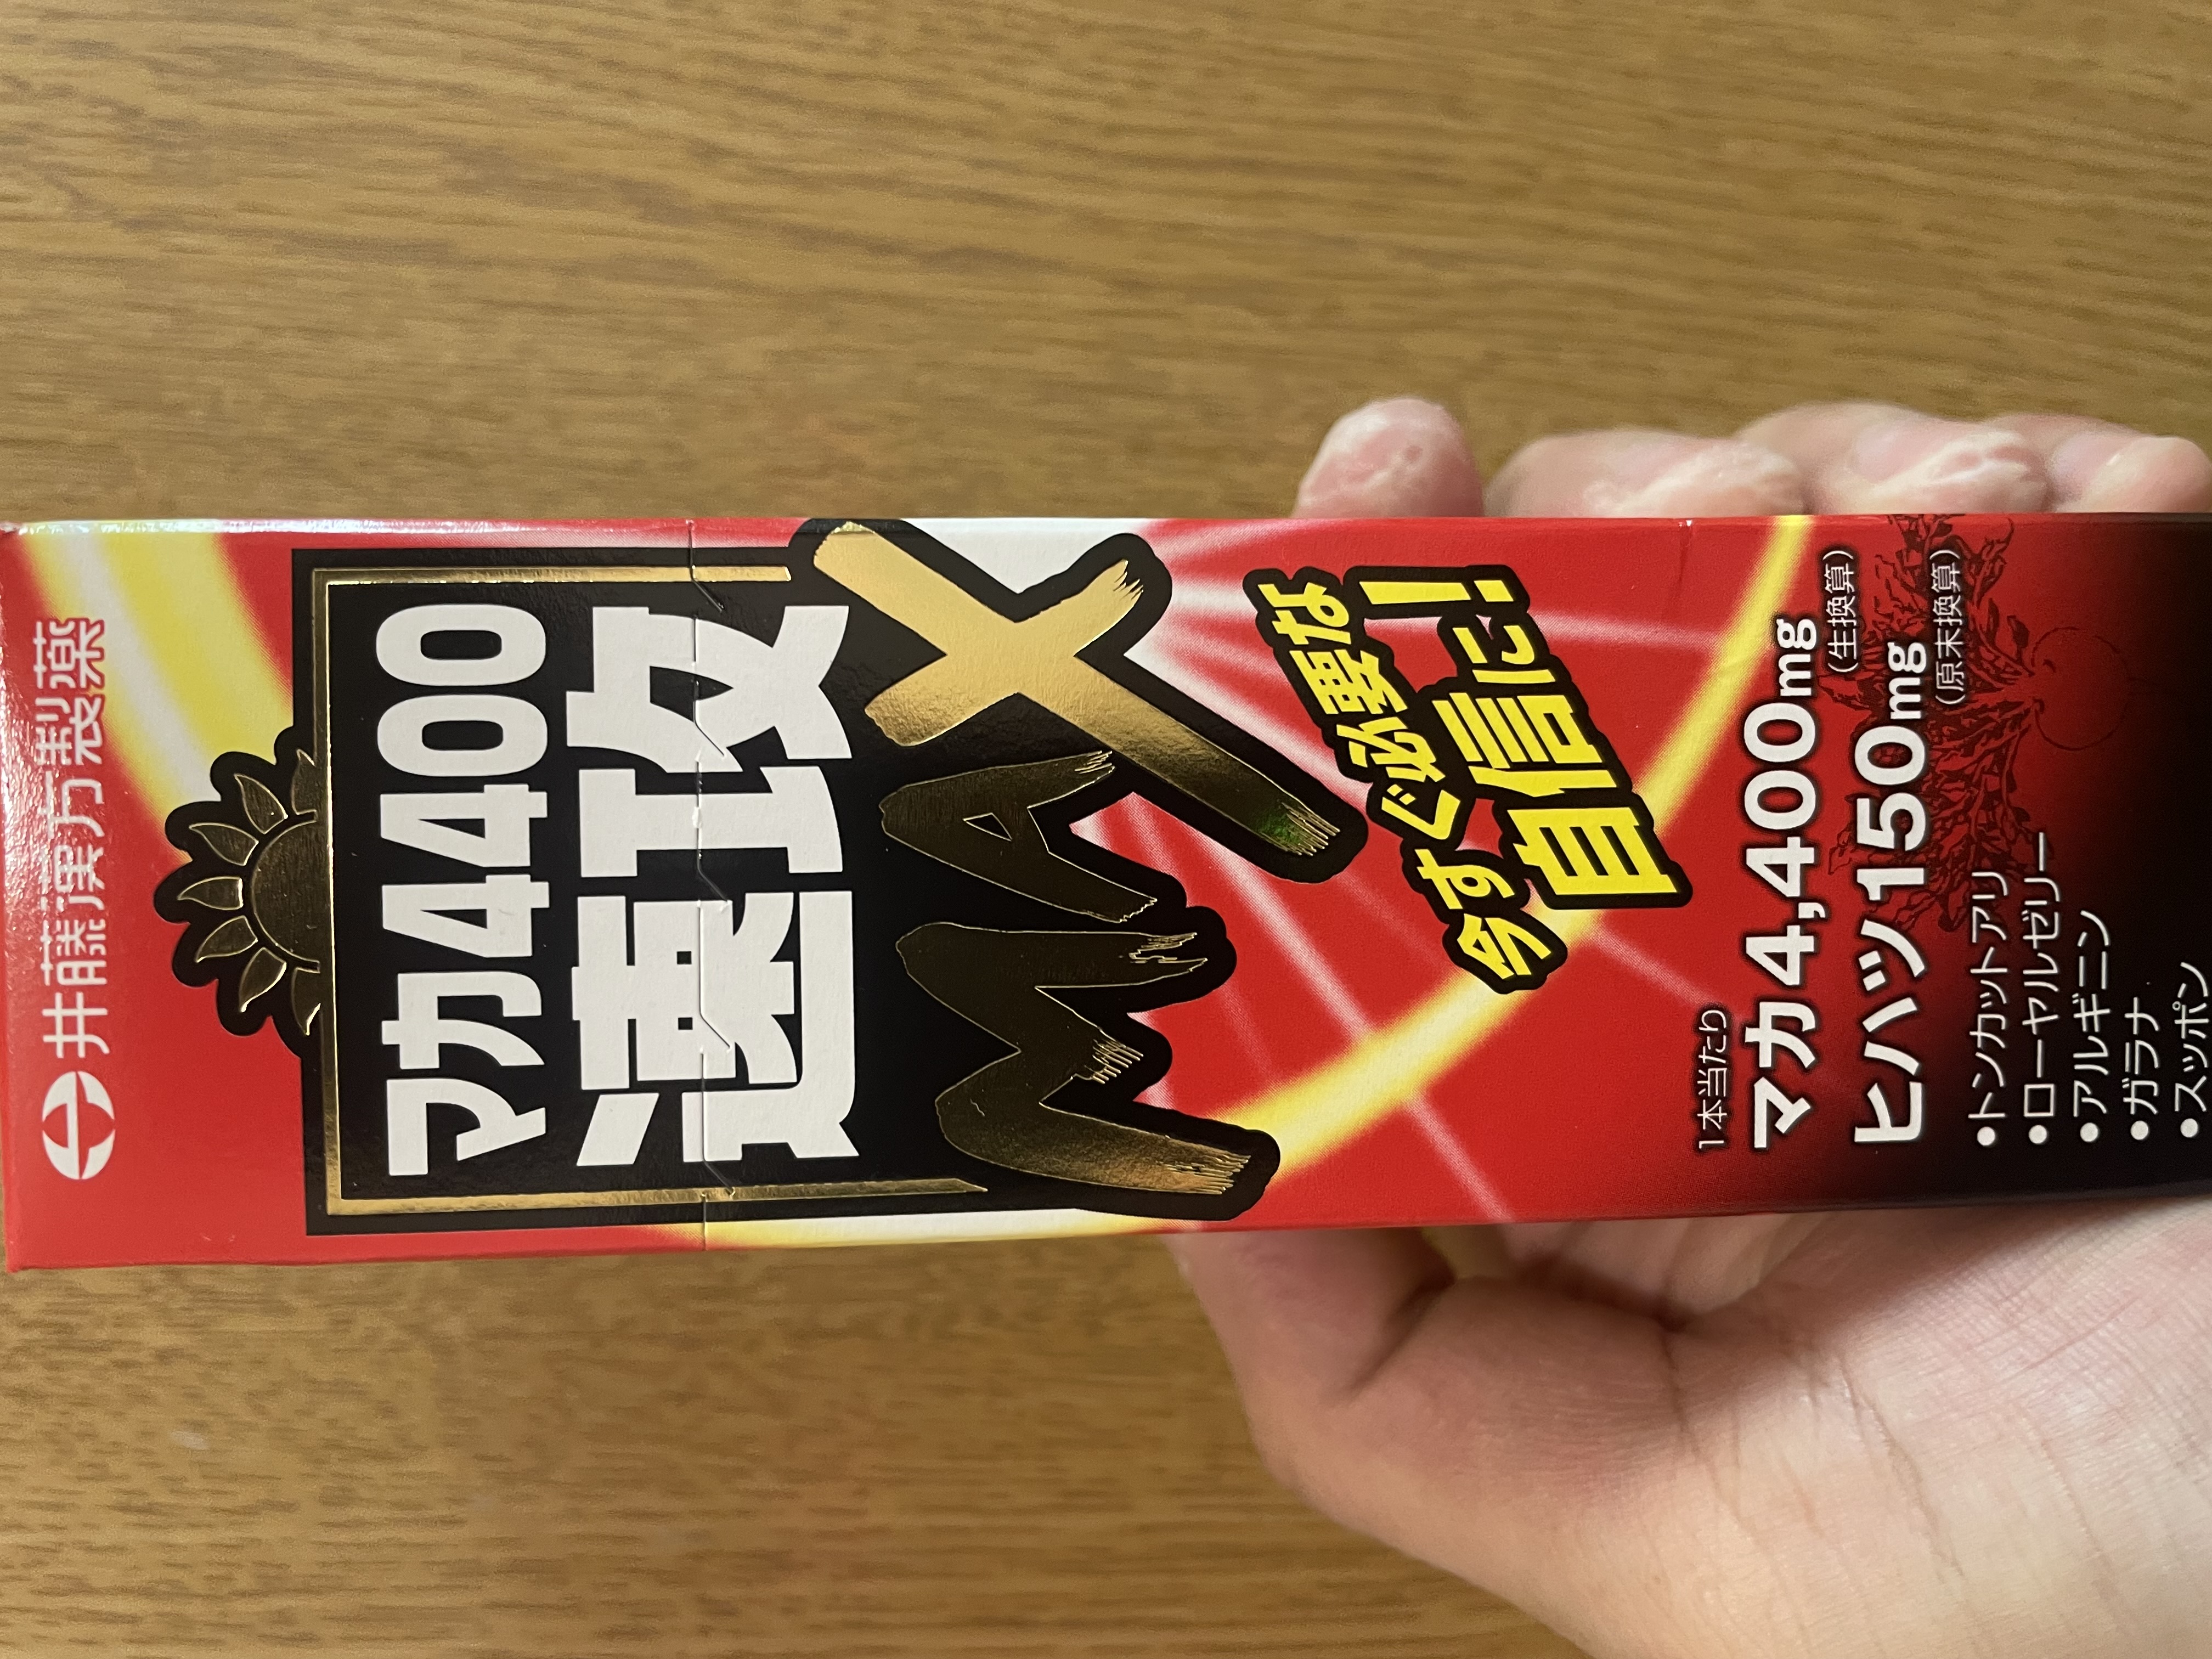 井藤漢方製薬
マカ4400
速攻
MAX
今すぐ必要な
自信に!
1本当たり
マカ4,400mg(生換算)
ヒハツ150mg(原末換算)
•トンカットアリ
•ローヤルゼリー
•アルギニン
•ガラナ
•スッポン